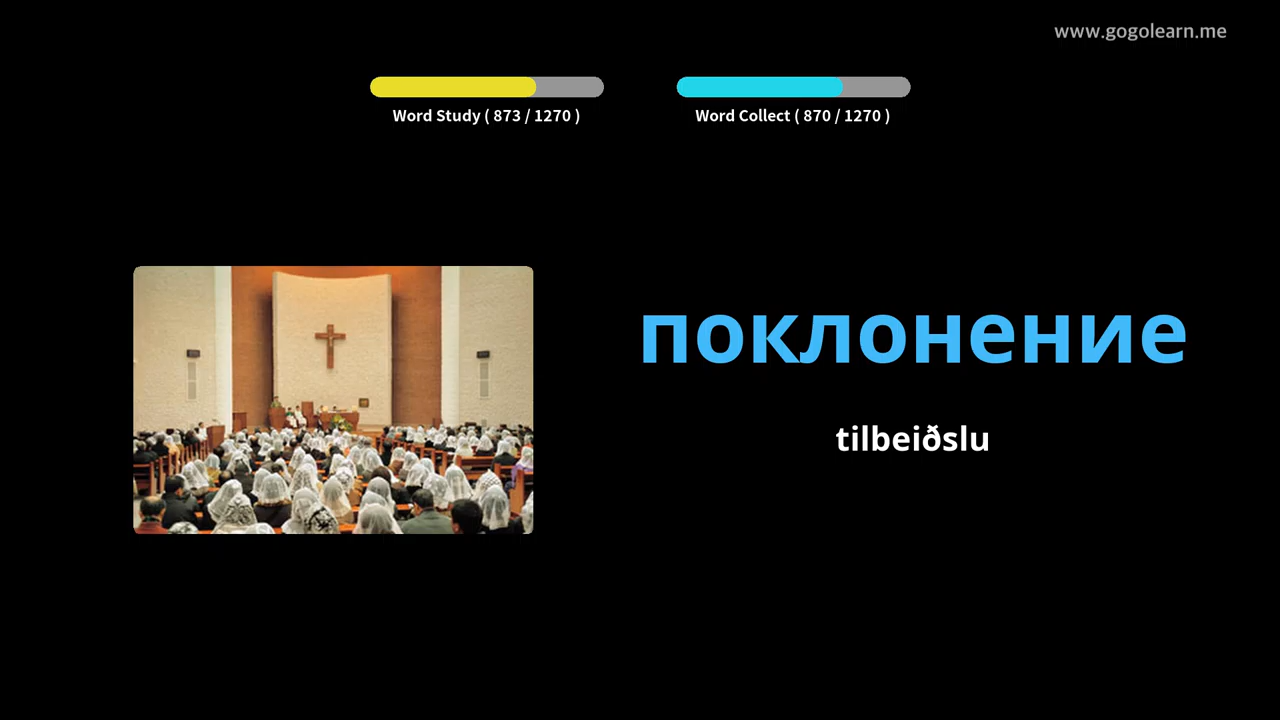 www.gogolearn.me
Word Study ( 873 / 1270 )
Word Collect ( 870 / 1270 )
поклонение
tilbeiðslu